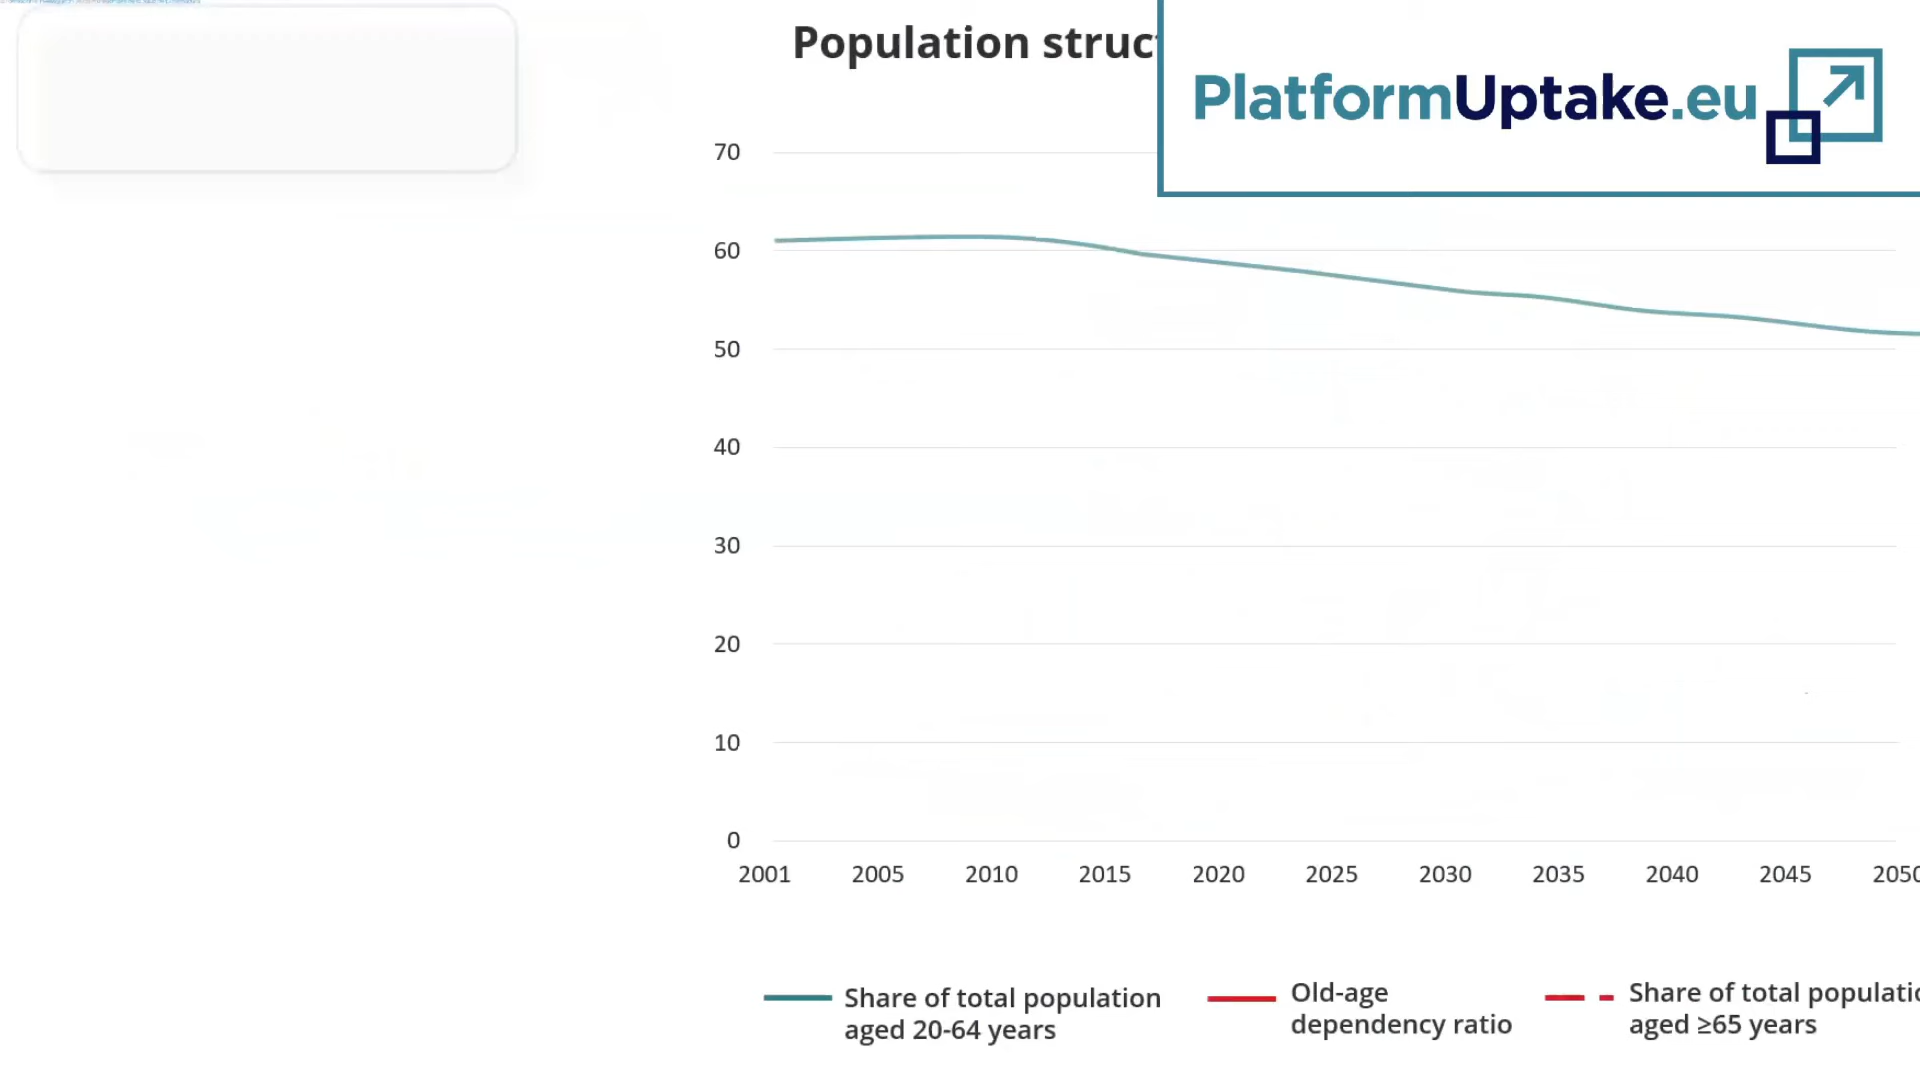 Population struc
PlatformUptake.eu
70
60
50
40
30
20
10
0
2001 2005 2010 2015 2020 2025 2030 2035 2040 2045 2050
Share of total population
aged 20-64 years
Old-age
dependency ratio
Share of total populatio
aged ≥65 years